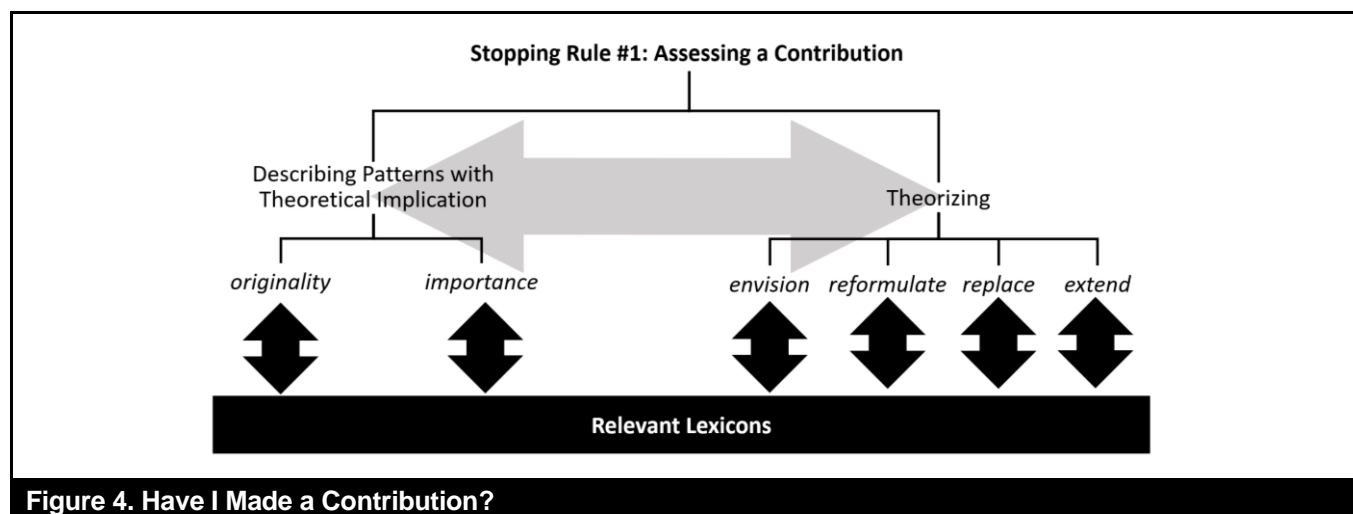 Stopping Rule #1: Assessing a Contribution
Describing Patterns with
Theoretical Implication
Theorizing
originality
importance
envision
reformulate
replace
extend
Relevant Lexicons
Figure 4. Have I Made a Contribution?